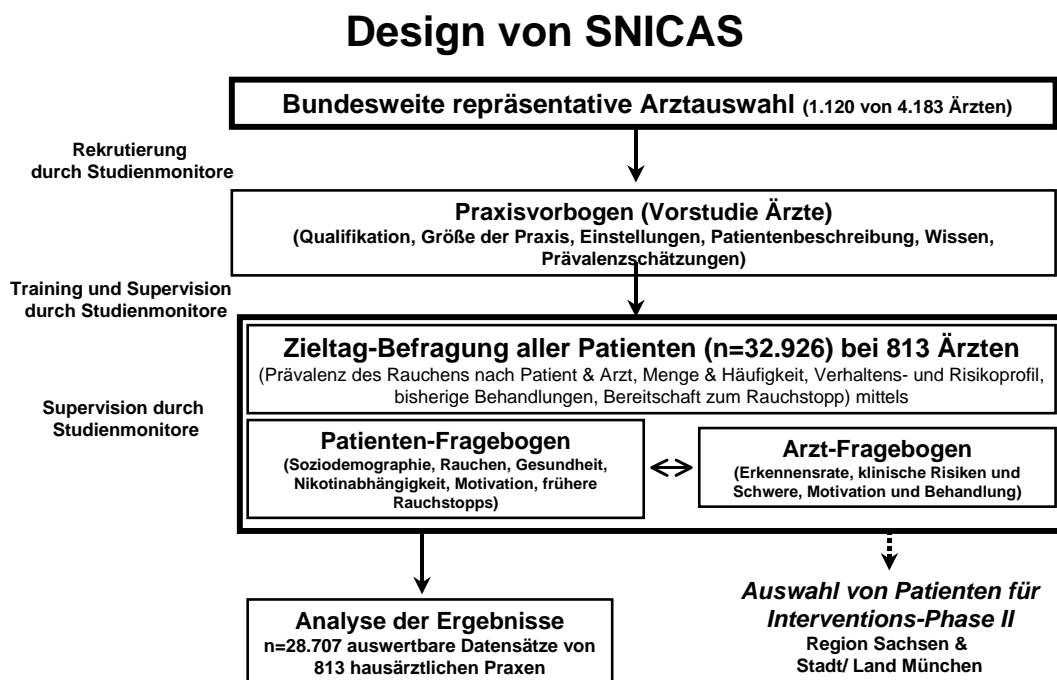 Design von SNICAS
Bundesweite repräsentative Arztauswahl (1.120 von 4.183 Ärzten)
Rekrutierung
durch Studienmonitore
Praxisvorbogen (Vorstudie Ärzte)
(Qualifikation, Größe der Praxis, Einstellungen, Patientenbeschreibung, Wissen,
Prävalenzschätzungen)
Training und Supervision
durch Studienmonitore
Zieltag-Befragung aller Patienten (n=32.926) bei 813 Ärzten
(Prävalenz des Rauchens nach Patient & Arzt, Menge & Häufigkeit, Verhaltens- und Risikoprofil,
bisherige Behandlungen, Bereitschaft zum Rauchstopp) mittels
Supervision durch
Studienmonitore
Patienten-Fragebogen
(Soziodemographie, Rauchen, Gesundheit,
Nikotinabhängigkeit, Motivation, frühere
Rauchstopps)
Arzt-Fragebogen
(Erkennensrate, klinische Risiken und
Schwere, Motivation und Behandlung)
Analyse der Ergebnisse
n=28.707 auswertbare Datensätze von
813 hausärztlichen Praxen
Auswahl von Patienten für
Interventions-Phase II
Region Sachsen &
Stadt/ Land München